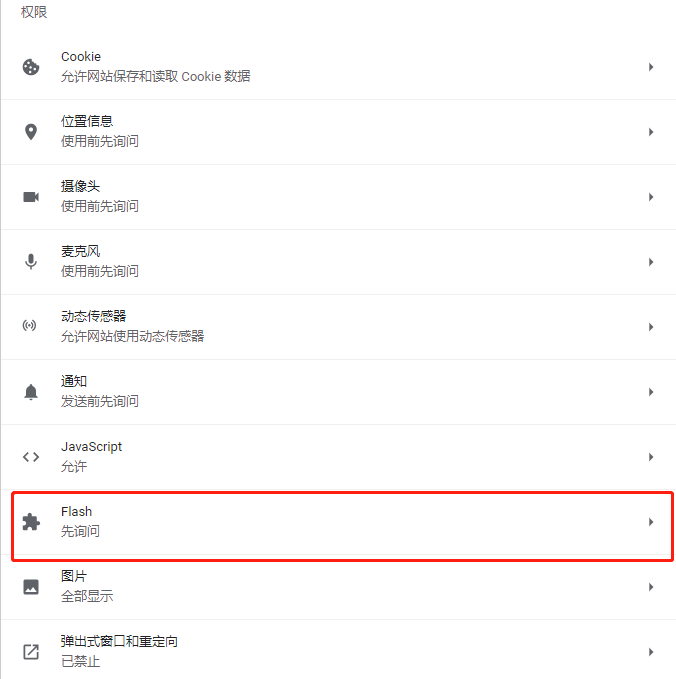 权限
Cookie
允许网站保存和读取 Cookie 数据
位置信息
使用前先询问
摄像头
使用前先询问
麦克风
使用前先询问
动态传感器
允许网站使用动态传感器
通知
发送前先询问
JavaScript
允许
Flash
先询问
图片
全部显示
弹出式窗口和重定向
已禁止